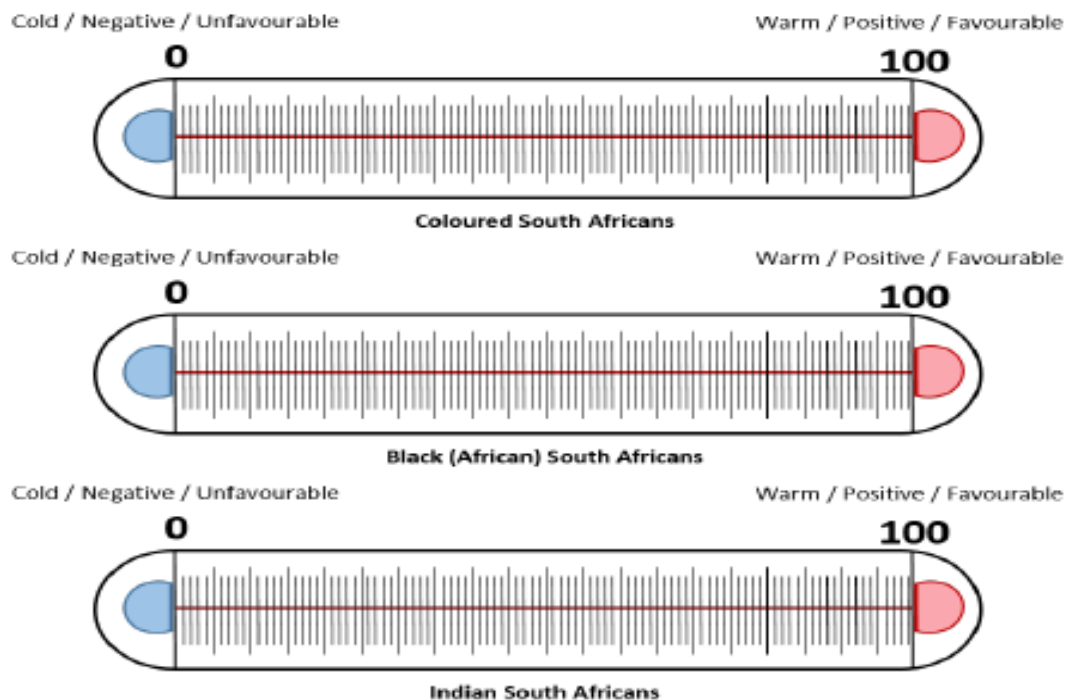 Cold / Negative / Unfavourable Warm / Positive / Favourable
0 100
Coloured South Africans
Cold / Negative / Unfavourable Warm / Positive / Favourable
0 100
Black (African) South Africans
Cold / Negative / Unfavourable Warm / Positive / Favourable
0 100
Indian South Africans